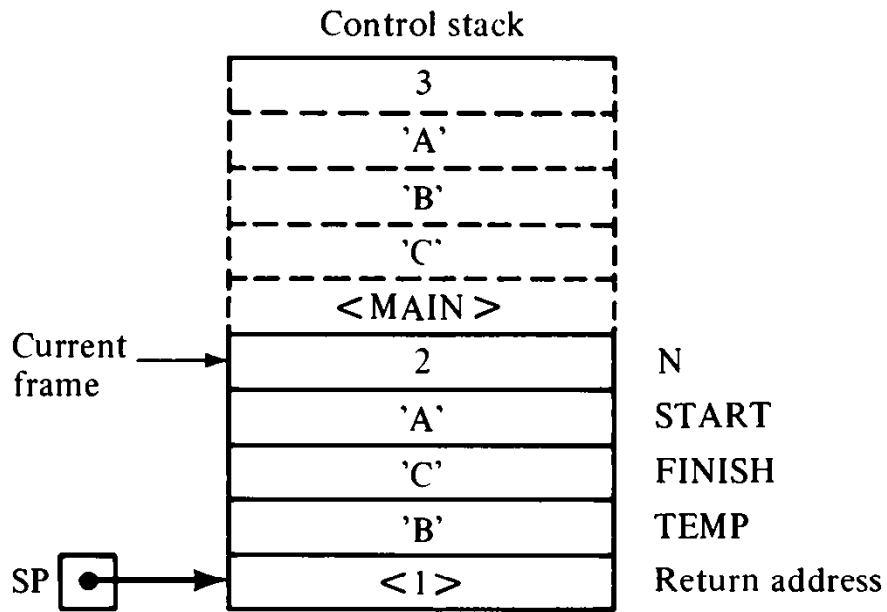 Control stack
3
'A'
'B'
'C'
<MAIN>
Current
frame
2 N
'A' START
'C' FINISH
'B' TEMP
SP <1> Return address